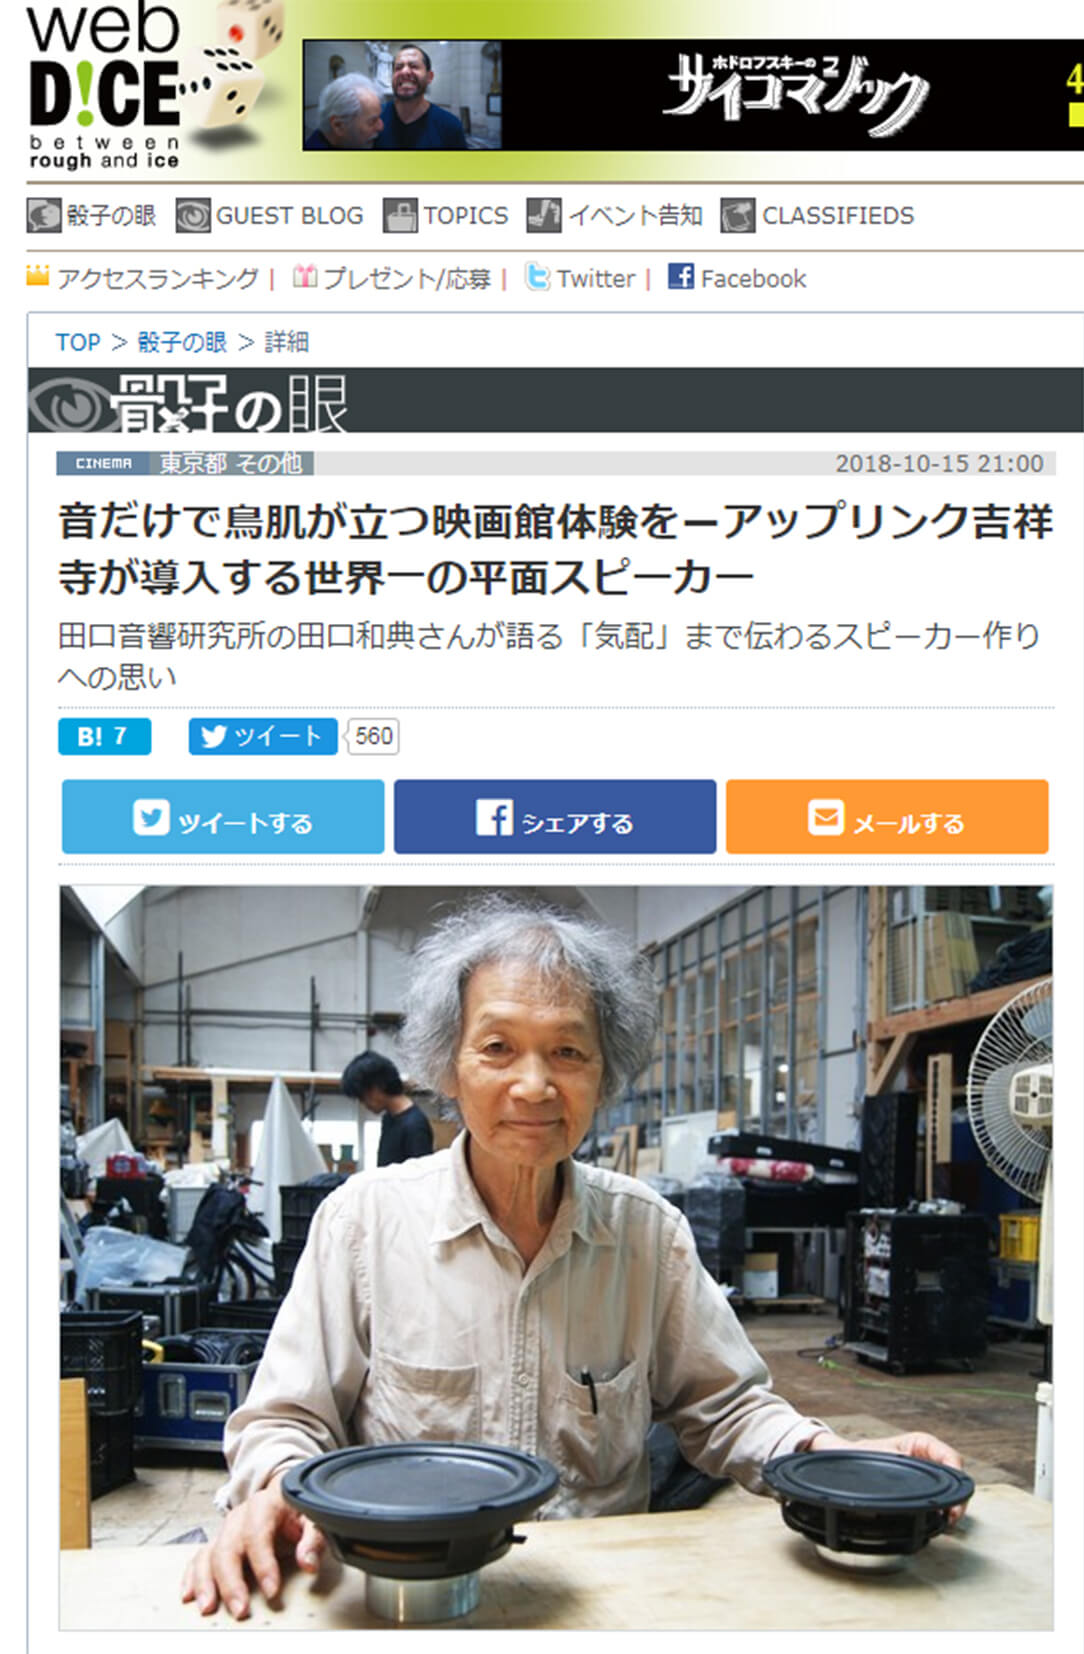 web
D!CE
between
rough and ice
ホドロフスキーの
サイコマジック
4
骰子の眼 GUEST BLOG TOPICS イベント告知 CLASSIFIEDS
アクセスランキング | プレゼント/応募 | Twitter | Facebook
TOP > 骰子の眼 > 詳細
骰子の眼
CINEMA 東京都 その他 2018-10-15 21:00
音だけで鳥肌が立つ映画館体験をーアップリンク吉祥
寺が導入する世界一の平面スピーカー
田口音響研究所の田口和典さんが語る「気配」まで伝わるスピーカー作り
への思い
B! 7 ツイート 560
ツイートする シェアする メールする